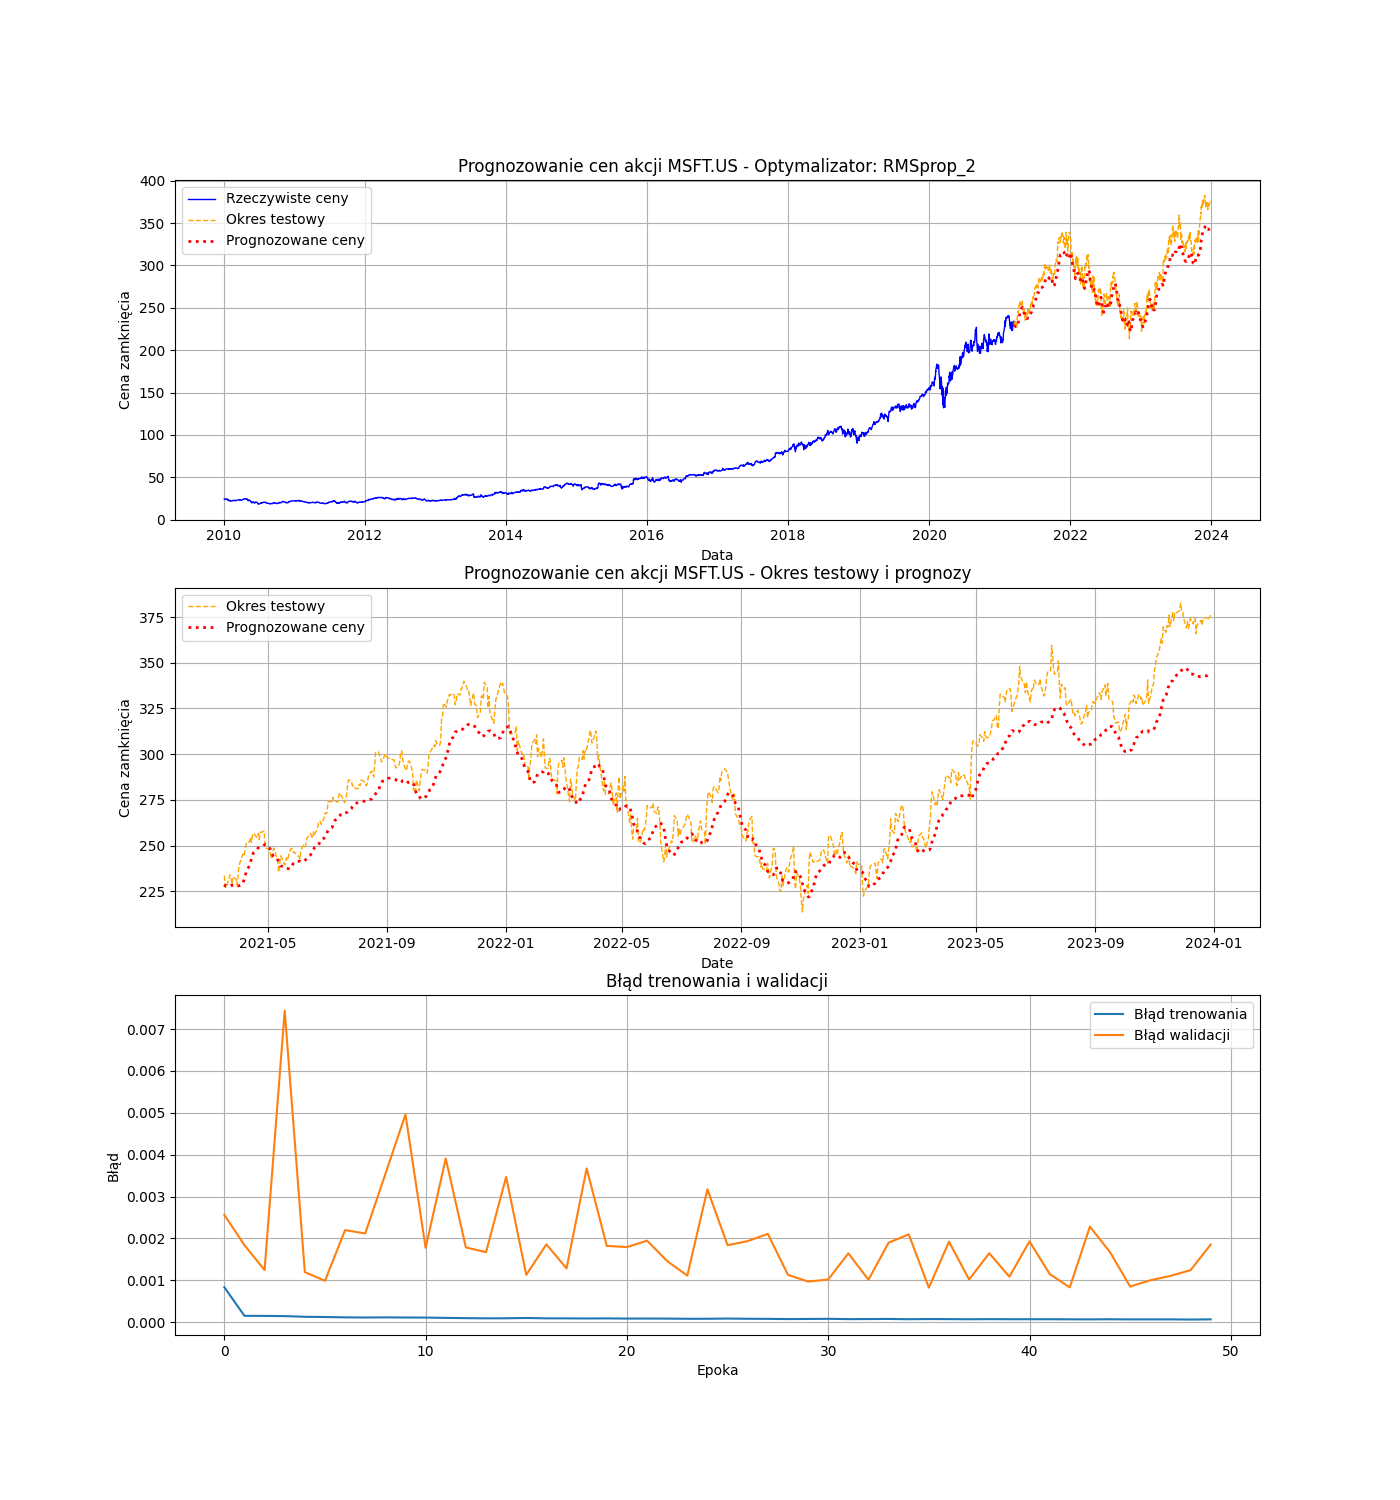 Prognozowanie cen akcji MSFT.US - Optymalizator: RMSprop_2
Rzeczywiste ceny
Okres testowy
Prognozowane ceny
Cena zamknięcia
400
350
300
250
200
150
100
50
0
2010 2012 2014 2016 2018 2020 2022 2024
Data
Prognozowanie cen akcji MSFT.US - Okres testowy i prognozy
Okres testowy
Prognozowane ceny
Cena zamknięcia
375
350
325
300
275
250
225
2021-05 2021-09 2022-01 2022-05 2022-09 2023-01 2023-05 2023-09 2024-01
Date
Błąd trenowania i walidacji
Błąd trenowania
Błąd walidacji
Błąd
0.007
0.006
0.005
0.004
0.003
0.002
0.001
0.000
0 10 20 30 40 50
Epoka